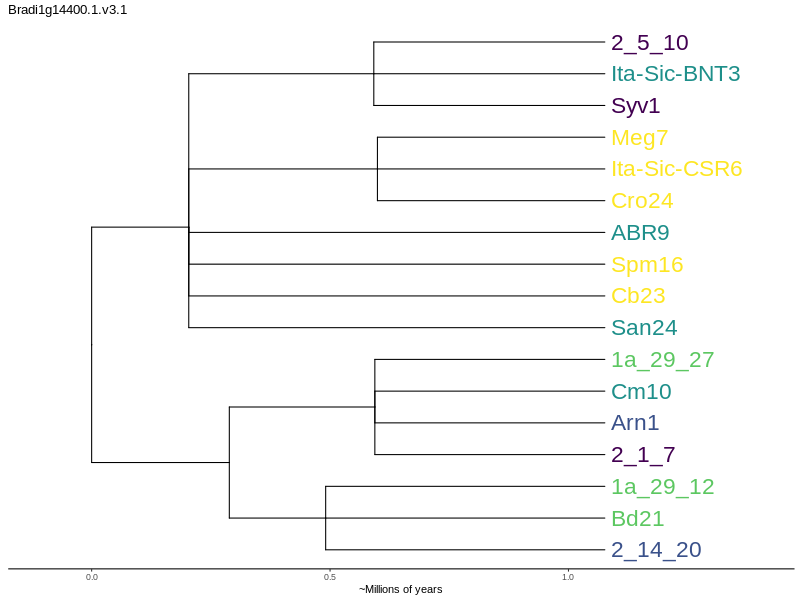 Bradi1g14400.1.v3.1
2_5_10
Ita-Sic-BNT3
Syv1
Meg7
Ita-Sic-CSR6
Cro24
ABR9
Spm16
Cb23
San24
1a_29_27
Cm10
Arn1
2_1_7
1a_29_12
Bd21
2_14_20
0.0 0.5 1.0
~Millions of years